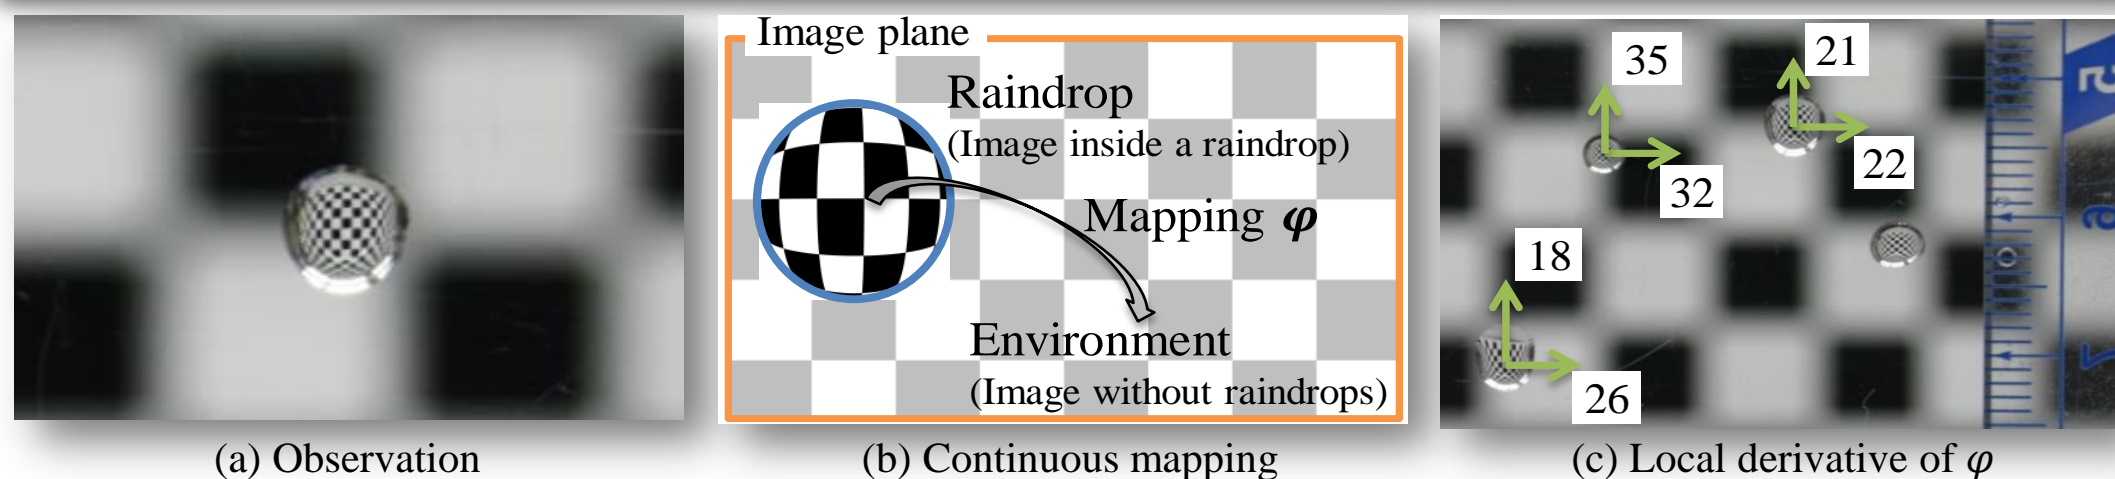 Image plane
Raindrop
(Image inside a raindrop)
Mapping φ
Environment
(Image without raindrops)
35
32
21
22
18
26
(a) Observation
(b) Continuous mapping
(c) Local derivative of φ